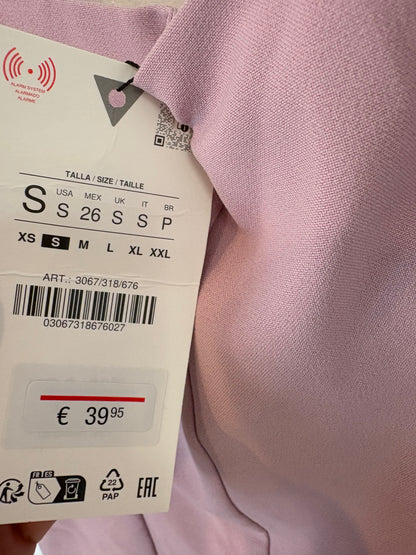 ALARM SYSTEM
ALARMADO
ALARME
TALLA / SIZE / TAILLE
S USA MEX UK IT BR
S 26 S S P
XS S M L XL XXL
ART.: 3067/318/676
03067318676027
€ 39.95
FR ES
22
PAP
EAC